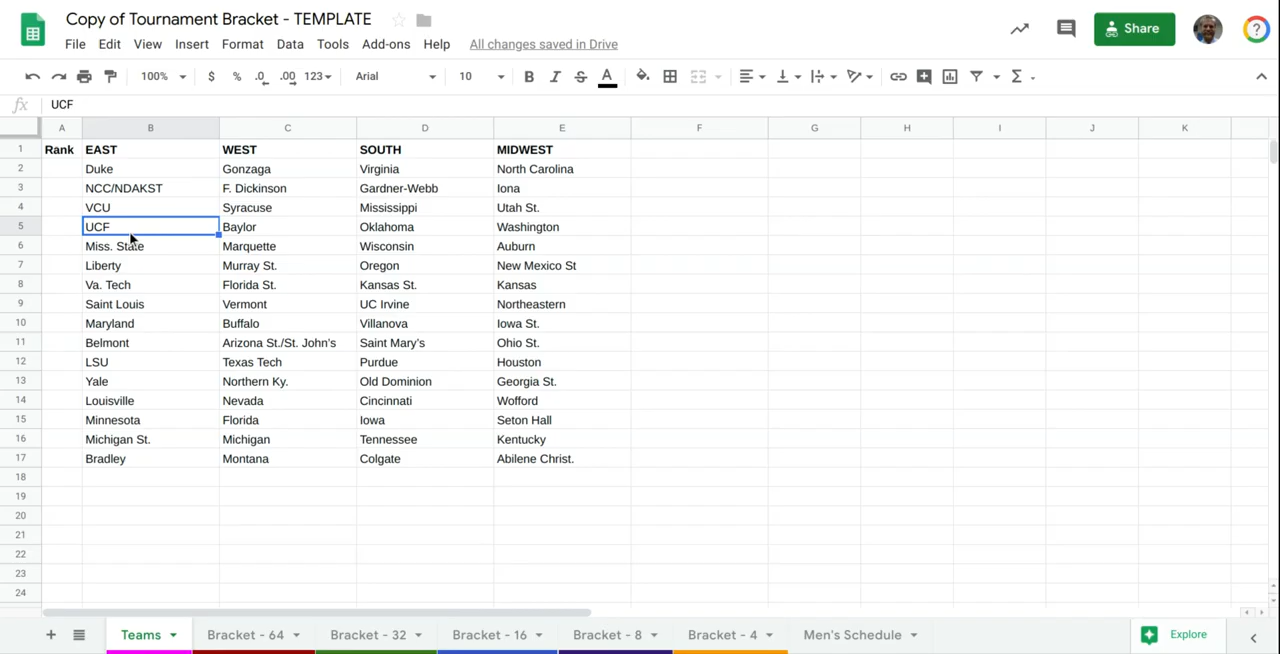 Copy of Tournament Bracket - TEMPLATE
File Edit View Insert Format Data Tools Add-ons Help All changes saved in Drive
Share
100% $ % .0 .00 123 Arial 10 B I S A Σ
fx UCF
A B C D E F G H I J K
1 Rank EAST WEST SOUTH MIDWEST
2 Duke Gonzaga Virginia North Carolina
3 NCC/NDAKST F. Dickinson Gardner-Webb Iona
4 VCU Syracuse Mississippi Utah St.
5 UCF Baylor Oklahoma Washington
6 Miss. State Marquette Wisconsin Auburn
7 Liberty Murray St. Oregon New Mexico St
8 Va. Tech Florida St. Kansas St. Kansas
9 Saint Louis Vermont UC Irvine Northeastern
10 Maryland Buffalo Villanova Iowa St.
11 Belmont Arizona St./St. John's Saint Mary's Ohio St.
12 LSU Texas Tech Purdue Houston
13 Yale Northern Ky. Old Dominion Georgia St.
14 Louisville Nevada Cincinnati Wofford
15 Minnesota Florida Iowa Seton Hall
16 Michigan St. Michigan Tennessee Kentucky
17 Bradley Montana Colgate Abilene Christ.
18
19
20
21
22
23
24
+ Teams Bracket - 64 Bracket - 32 Bracket - 16 Bracket - 8 Bracket - 4 Men's Schedule Explore